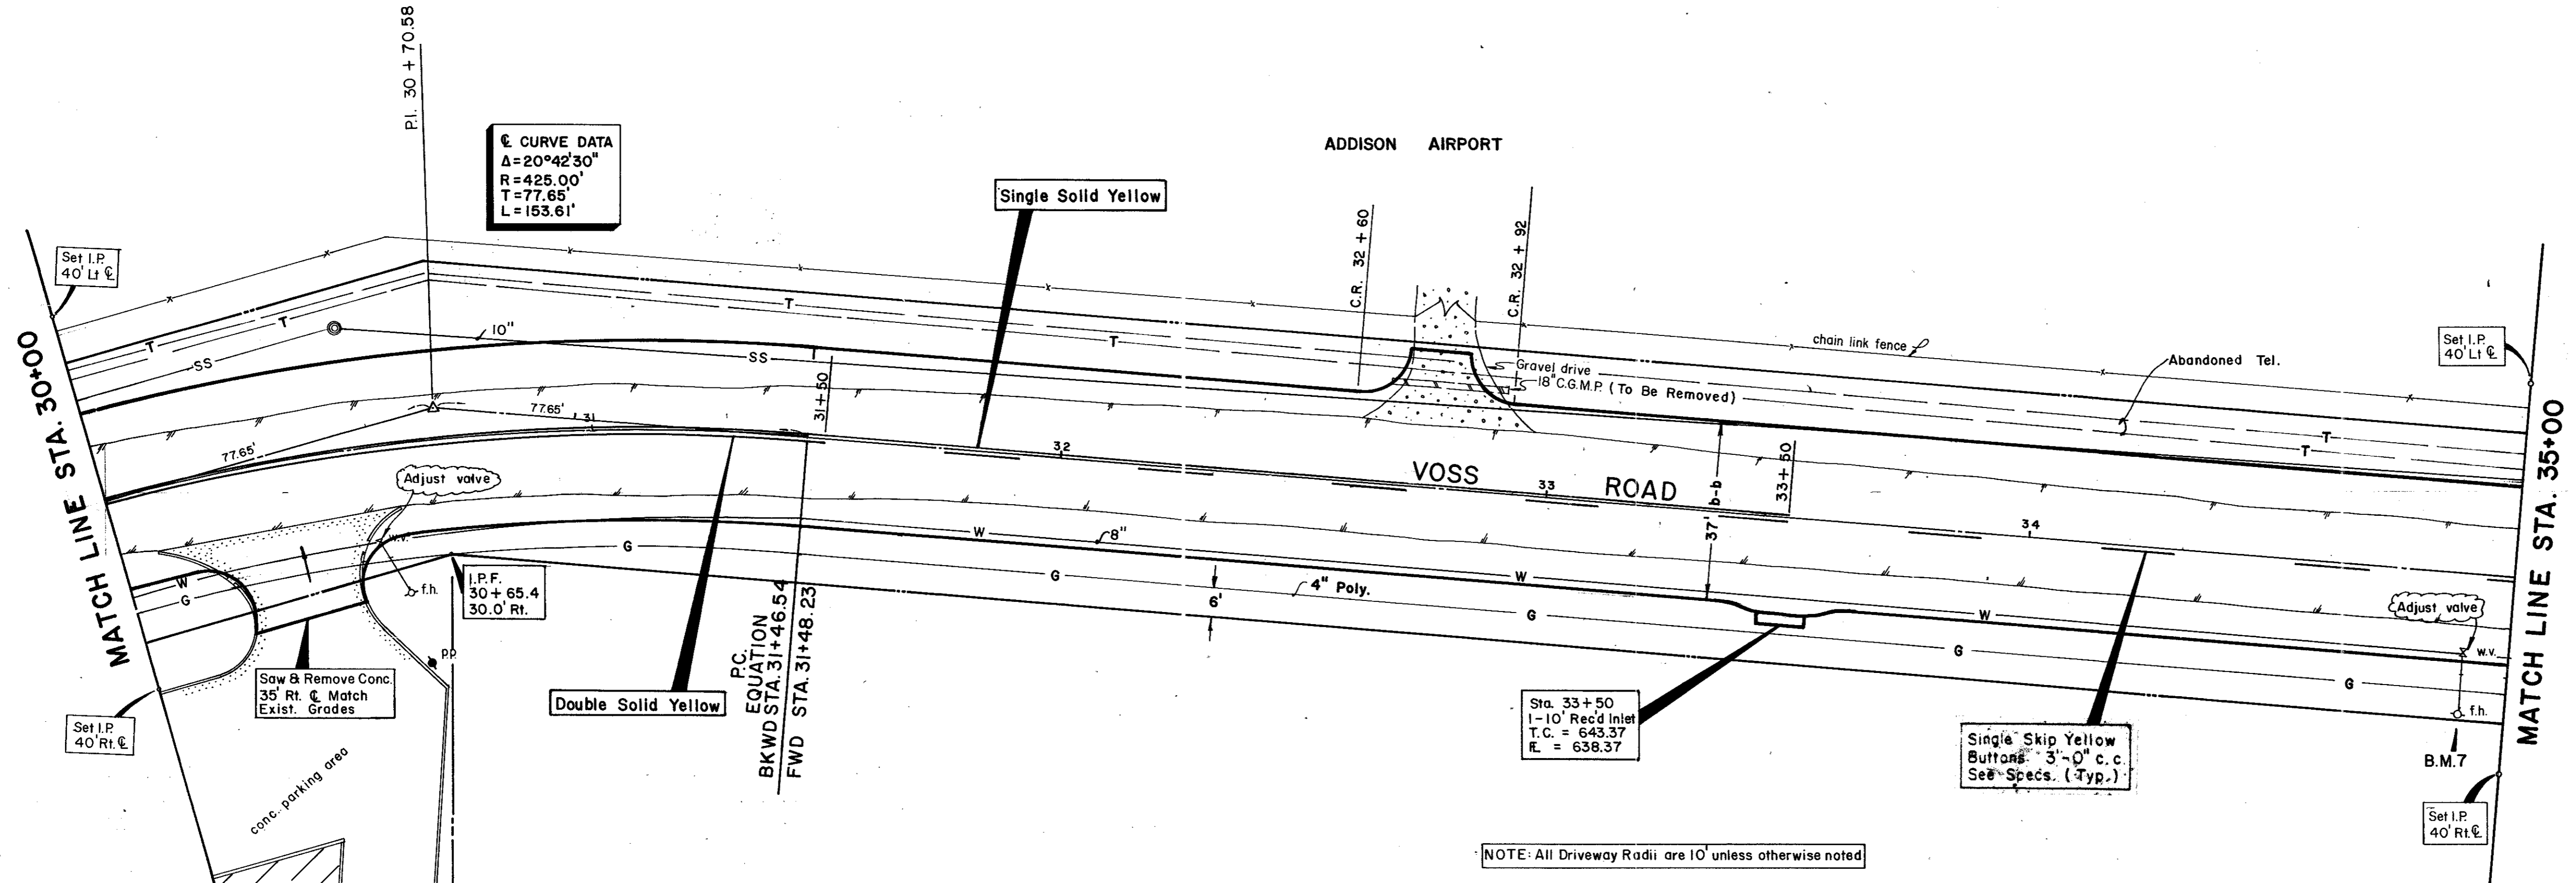 P.I. 30 + 70.58
℄ CURVE DATA
Δ=20°42'30"
R=425.00'
T=77.65'
L=153.61'
ADDISON AIRPORT
Single Solid Yellow
C.R. 32 + 60
C.R. 32 + 92
Set I.P.
40' Lt ℄
MATCH LINE STA. 30+00
T
T
SS
10"
T
T
SS
T
31+50
77.65'
31
77.65'
chain link fence
Abandoned Tel.
Gravel drive
18" C.G.M.P. (To Be Removed)
Set I.P.
40' Lt ℄
MATCH LINE STA. 35+00
T
T
32
VOSS ROAD
33
37' b-b
33+50
34
Adjust valve
w.v.
W
G
f.h.
I.P.F.
30 + 65.4
30.0' Rt.
G
W
8"
G
6'
4" Poly.
W
G
W
G
G
Adjust valve
w.v.
f.h.
B.M.7
P.P.
Saw & Remove Conc.
35' Rt. ℄ Match
Exist. Grades
Set I.P.
40' Rt. ℄
conc. parking area
Double Solid Yellow
P.C.
EQUATION
BKWD STA. 31+46.54
FWD STA. 31+48.23
Sta. 33+50
1-10' Rec'd Inlet
T.C. = 643.37
FL = 638.37
Single Skip Yellow
Buttons 3'-0" c.c.
See Specs. (Typ.)
Set I.P.
40' Rt. ℄
NOTE: All Driveway Radii are 10' unless otherwise noted